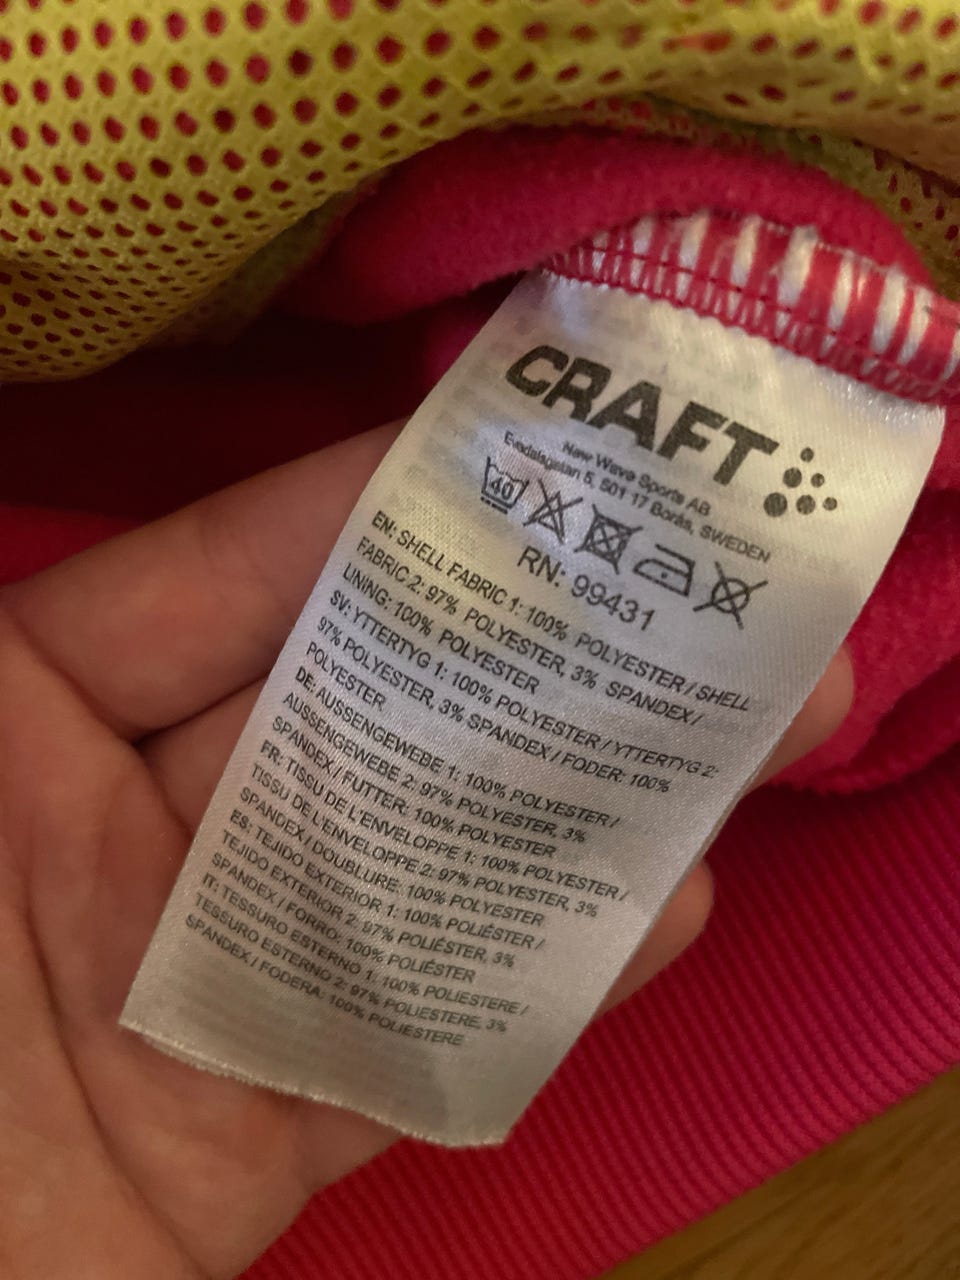 CRAFT
New Wave Sports AB
Evedalsgatan 5, 501 17 Borås, SWEDEN
40
RN: 99431
EN: SHELL FABRIC 1: 100% POLYESTER / SHELL
FABRIC 2: 97% POLYESTER, 3% SPANDEX /
LINING: 100% POLYESTER
SV: YTTERTYG 1: 100% POLYESTER / YTTERTYG 2:
97% POLYESTER, 3% SPANDEX / FODER: 100%
POLYESTER
DE: AUSSENGEWEBE 1: 100% POLYESTER /
AUSSENGEWEBE 2: 97% POLYESTER, 3%
SPANDEX / FUTTER: 100% POLYESTER
FR: TISSU DE L'ENVELOPPE 1: 100% POLYESTER /
TISSU DE L'ENVELOPPE 2: 97% POLYESTER, 3%
SPANDEX / DOUBLURE: 100% POLYESTER
ES: TEJIDO EXTERIOR 1: 100% POLIÉSTER /
TEJIDO EXTERIOR 2: 97% POLIÉSTER, 3%
SPANDEX / FORRO: 100% POLIÉSTER
IT: TESSURO ESTERNO 1: 100% POLIESTERE /
TESSURO ESTERNO 2: 97% POLIESTERE, 3%
SPANDEX / FODERA: 100% POLIESTERE